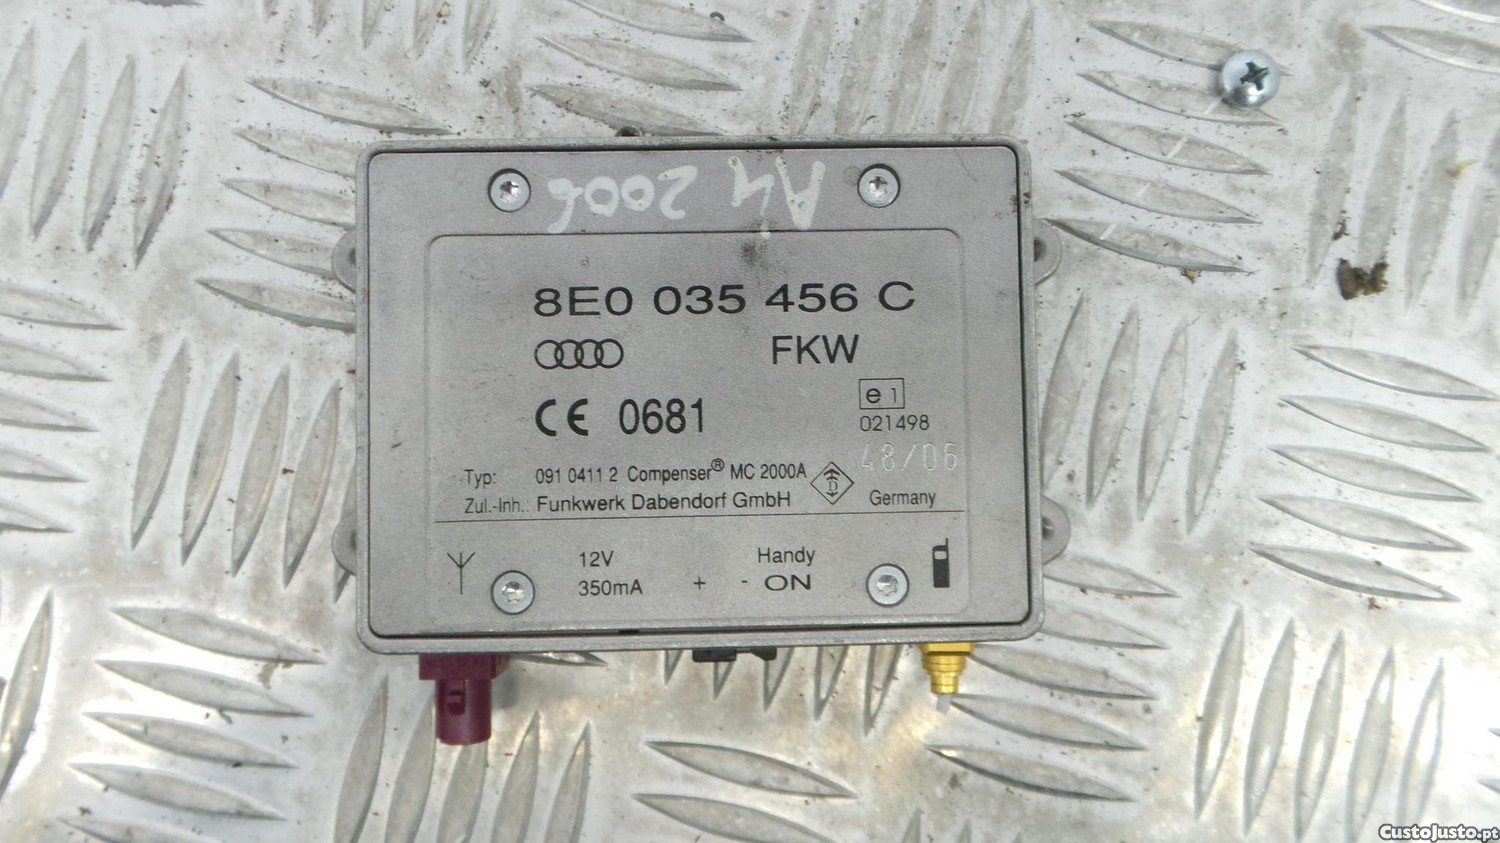 A4 2006
8E0 035 456 C
FKW
CE 0681
e 1
021498
48/06
Typ: 091 0411 2 Compenser® MC 2000A
D
Zul.-Inh.: Funkwerk Dabendorf GmbH
Germany
12V
350mA
+ -
Handy
ON
CustoJusto.pt